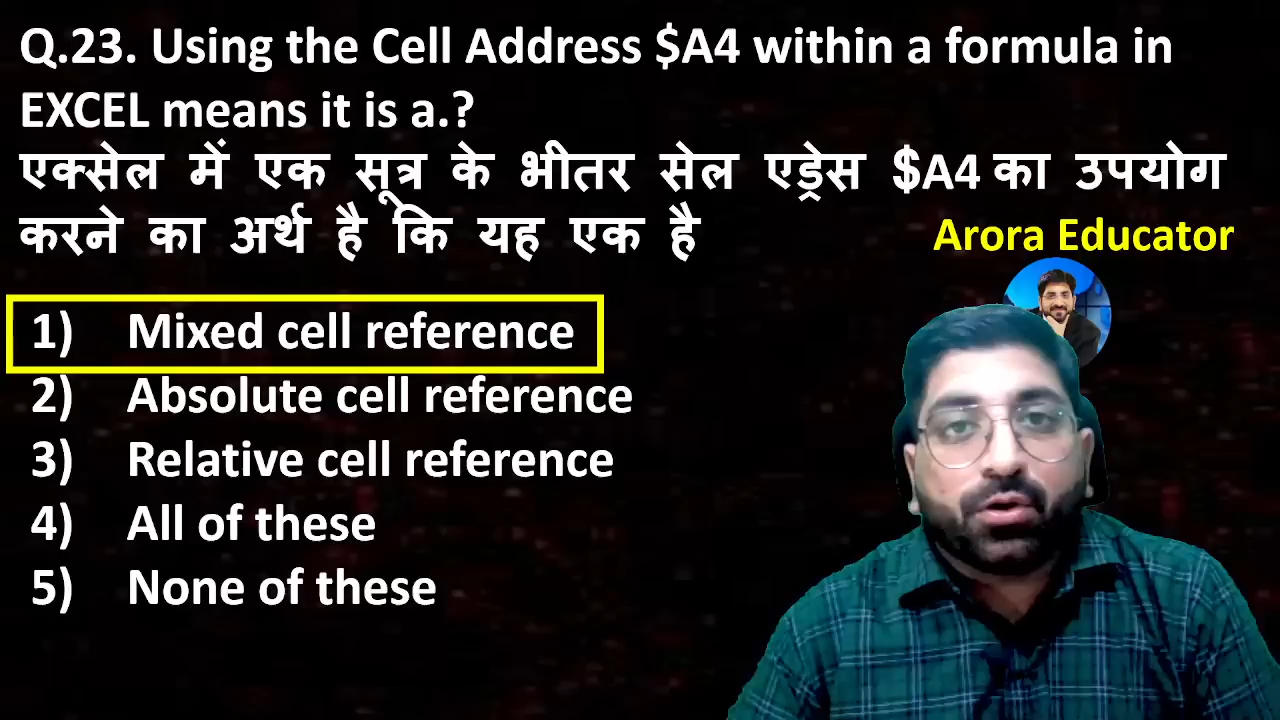 Q.23. Using the Cell Address $A4 within a formula in
EXCEL means it is a.?
एक्सेल में एक सूत्र के भीतर सेल एड्रेस $A4 का उपयोग
करने का अर्थ है कि यह एक है
Arora Educator
1) Mixed cell reference
2) Absolute cell reference
3) Relative cell reference
4) All of these
5) None of these